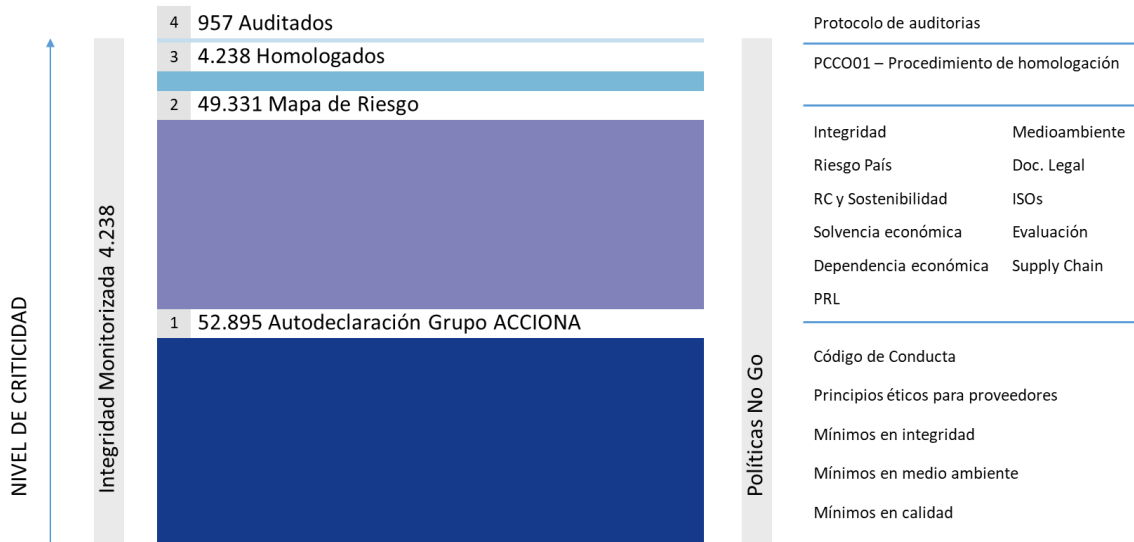 4 957 Auditados
3 4.238 Homologados
2 49.331 Mapa de Riesgo
1 52.895 Autodeclaración Grupo ACCIONA
NIVEL DE CRITICIDAD
Integridad Monitorizada 4.238
Políticas No Go
Protocolo de auditorias
PCCO01 – Procedimiento de homologación
Integridad Medioambiente
Riesgo País Doc. Legal
RC y Sostenibilidad ISOs
Solvencia económica Evaluación
Dependencia económica Supply Chain
PRL
Código de Conducta
Principios éticos para proveedores
Mínimos en integridad
Mínimos en medio ambiente
Mínimos en calidad